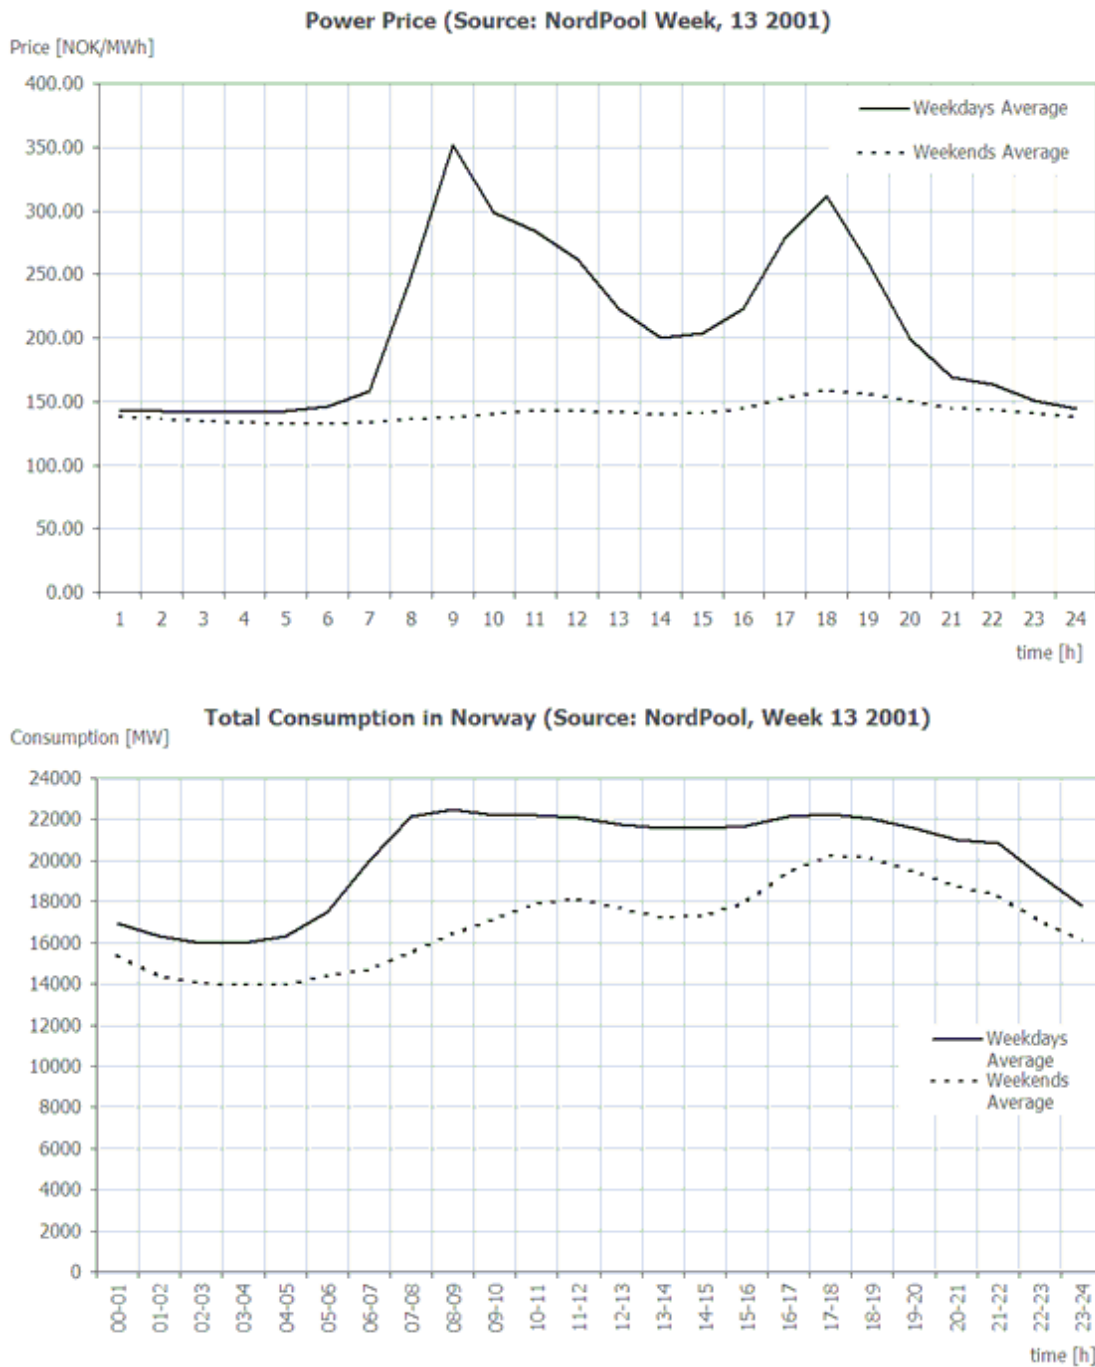 Power Price (Source: NordPool Week, 13 2001)
Price [NOK/MWh]
400.00
350.00
300.00
250.00
200.00
150.00
100.00
50.00
0.00
Weekdays Average
Weekends Average
1 2 3 4 5 6 7 8 9 10 11 12 13 14 15 16 17 18 19 20 21 22 23 24
time [h]
Total Consumption in Norway (Source: NordPool, Week 13 2001)
Consumption [MW]
24000
22000
20000
18000
16000
14000
12000
10000
8000
6000
4000
2000
0
Weekdays
Average
Weekends
Average
00-01 01-02 02-03 03-04 04-05 05-06 06-07 07-08 08-09 09-10 10-11 11-12 12-13 13-14 14-15 15-16 16-17 17-18 18-19 19-20 20-21 21-22 22-23 23-24
time [h]